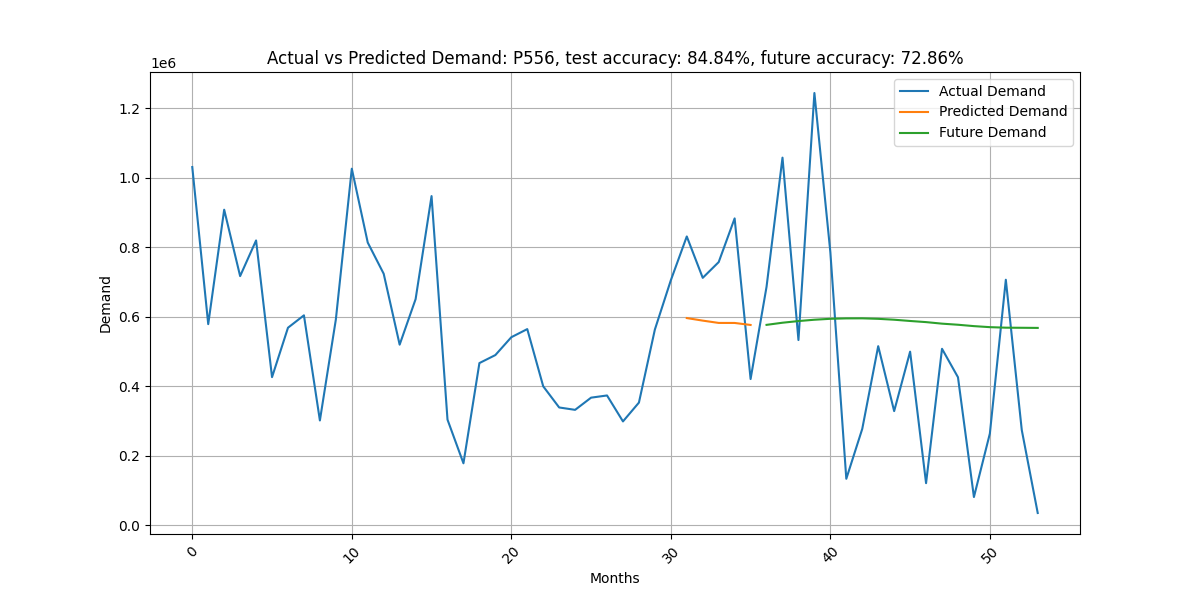 Actual vs Predicted Demand: P556, test accuracy: 84.84%, future accuracy: 72.86%
1e6
Actual Demand
Predicted Demand
Future Demand
1.2
1.0
0.8
0.6
0.4
0.2
0.0
Demand
0 10 20 30 40 50
Months